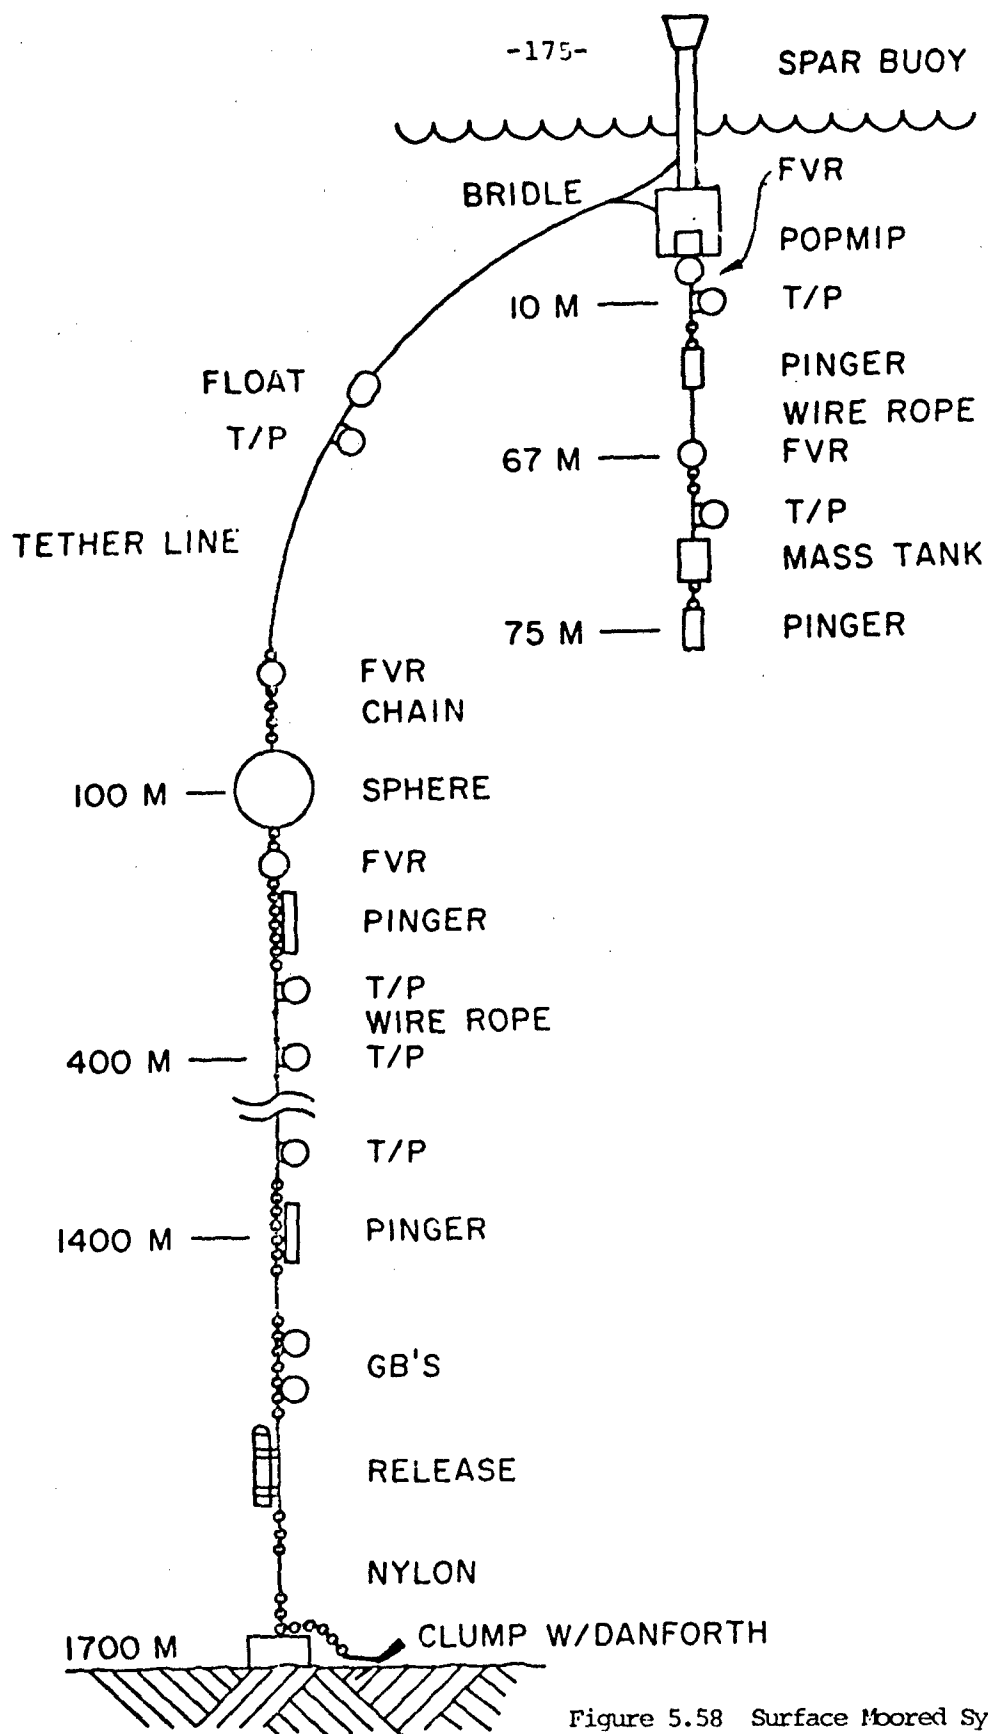 -175-
SPAR BUOY
BRIDLE
FVR
POPMIP
10 M
T/P
PINGER
WIRE ROPE
67 M
FVR
T/P
MASS TANK
75 M
PINGER
FLOAT
T/P
TETHER LINE
FVR
CHAIN
100 M
SPHERE
FVR
PINGER
T/P
WIRE ROPE
400 M
T/P
T/P
1400 M
PINGER
GB'S
RELEASE
NYLON
1700 M
CLUMP W/DANFORTH
Figure 5.58 Surface Moored Sy